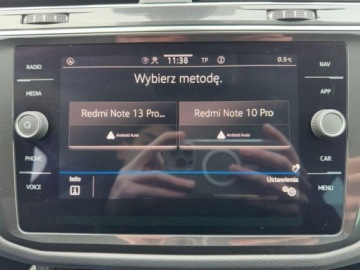 RADIO
MEDIA
PHONE
VOICE
11:38 TP 0.5°C
Wybierz metodę.
Redmi Note 13 Pro... Redmi Note 10 Pro
Android Auto Android Auto
Info Ustawienia
NAV
APP
CAR
MENU